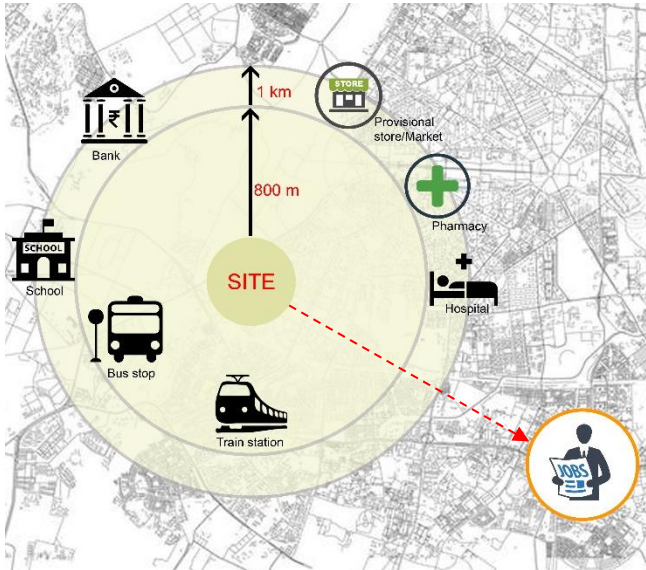 STORE
1 km
Provisional
store/Market
₹
Bank
800 m
Pharmacy
SCHOOL
School
SITE
Hospital
Bus stop
Train station
JOBS